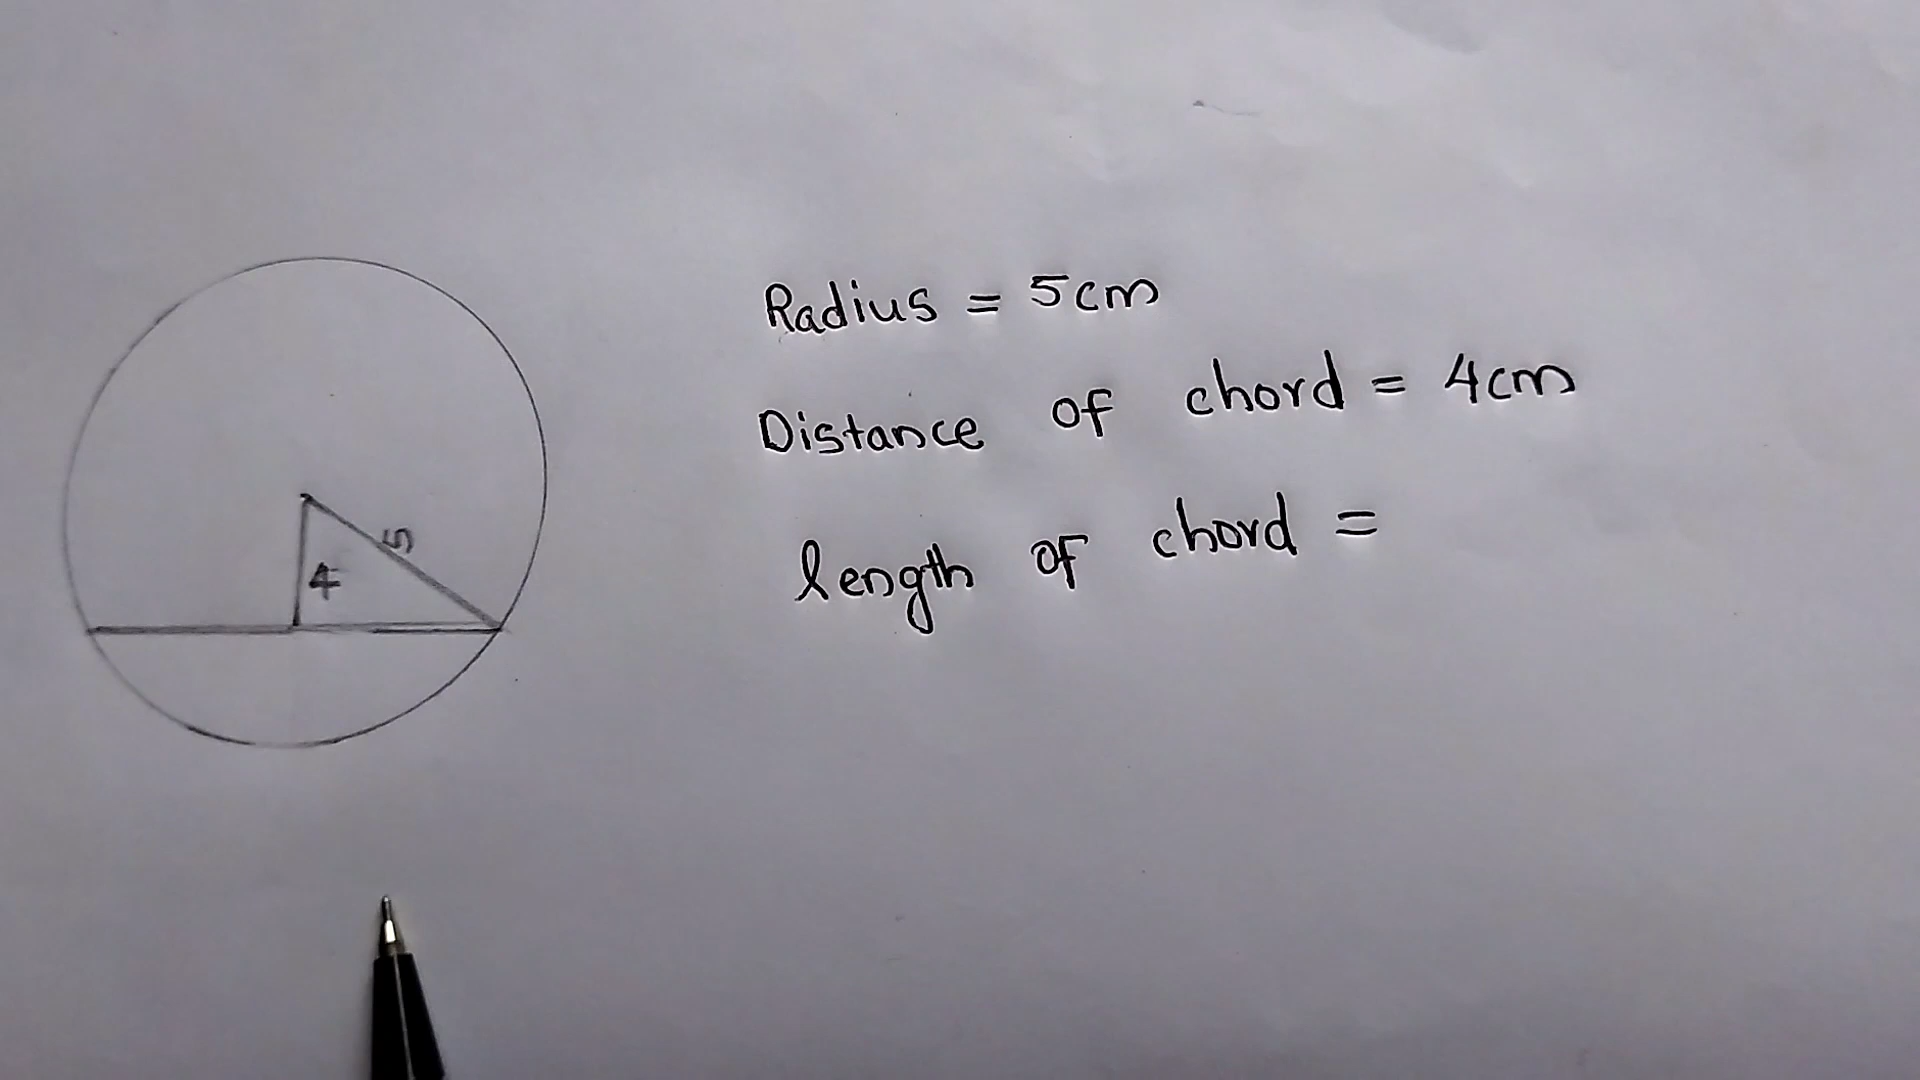 Radius = 5cm
Distance of chord = 4cm
length of chord =
5
4